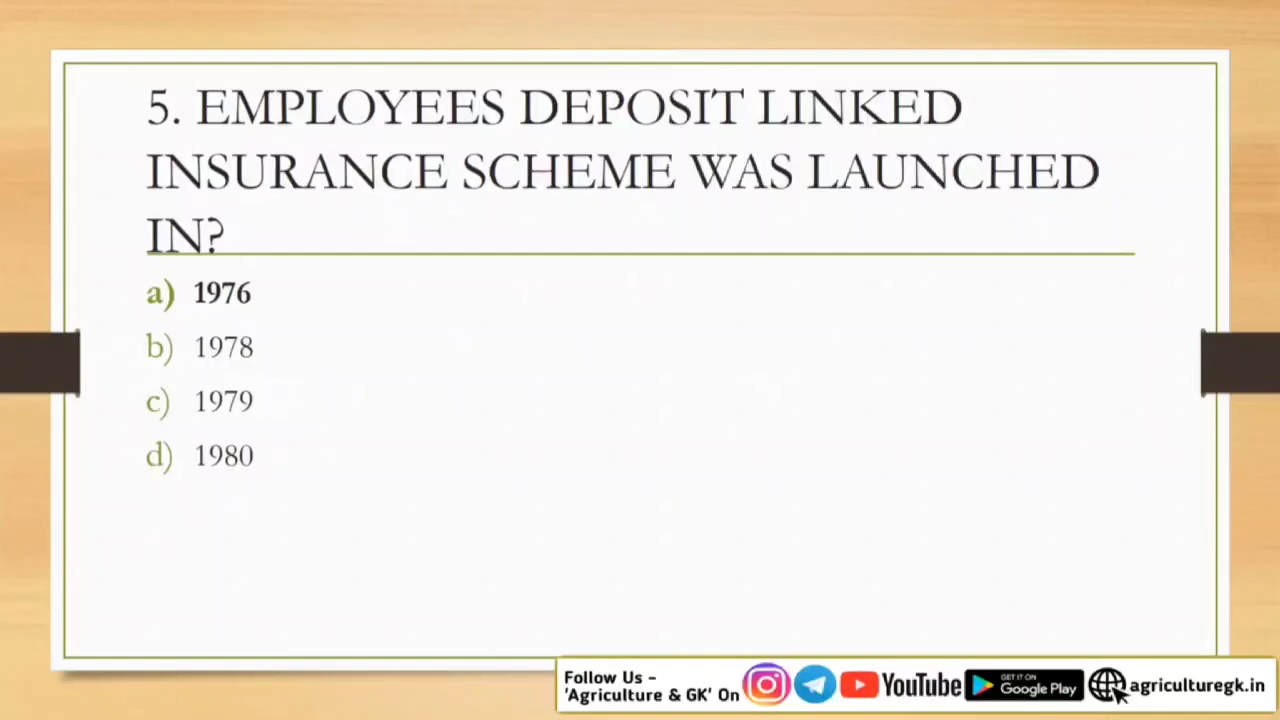 5. EMPLOYEES DEPOSIT LINKED
INSURANCE SCHEME WAS LAUNCHED
IN?
a) 1976
b) 1978
c) 1979
d) 1980
Follow Us -
'Agriculture & GK' On
YouTube
GET IT ON
Google Play
agriculturegk.in